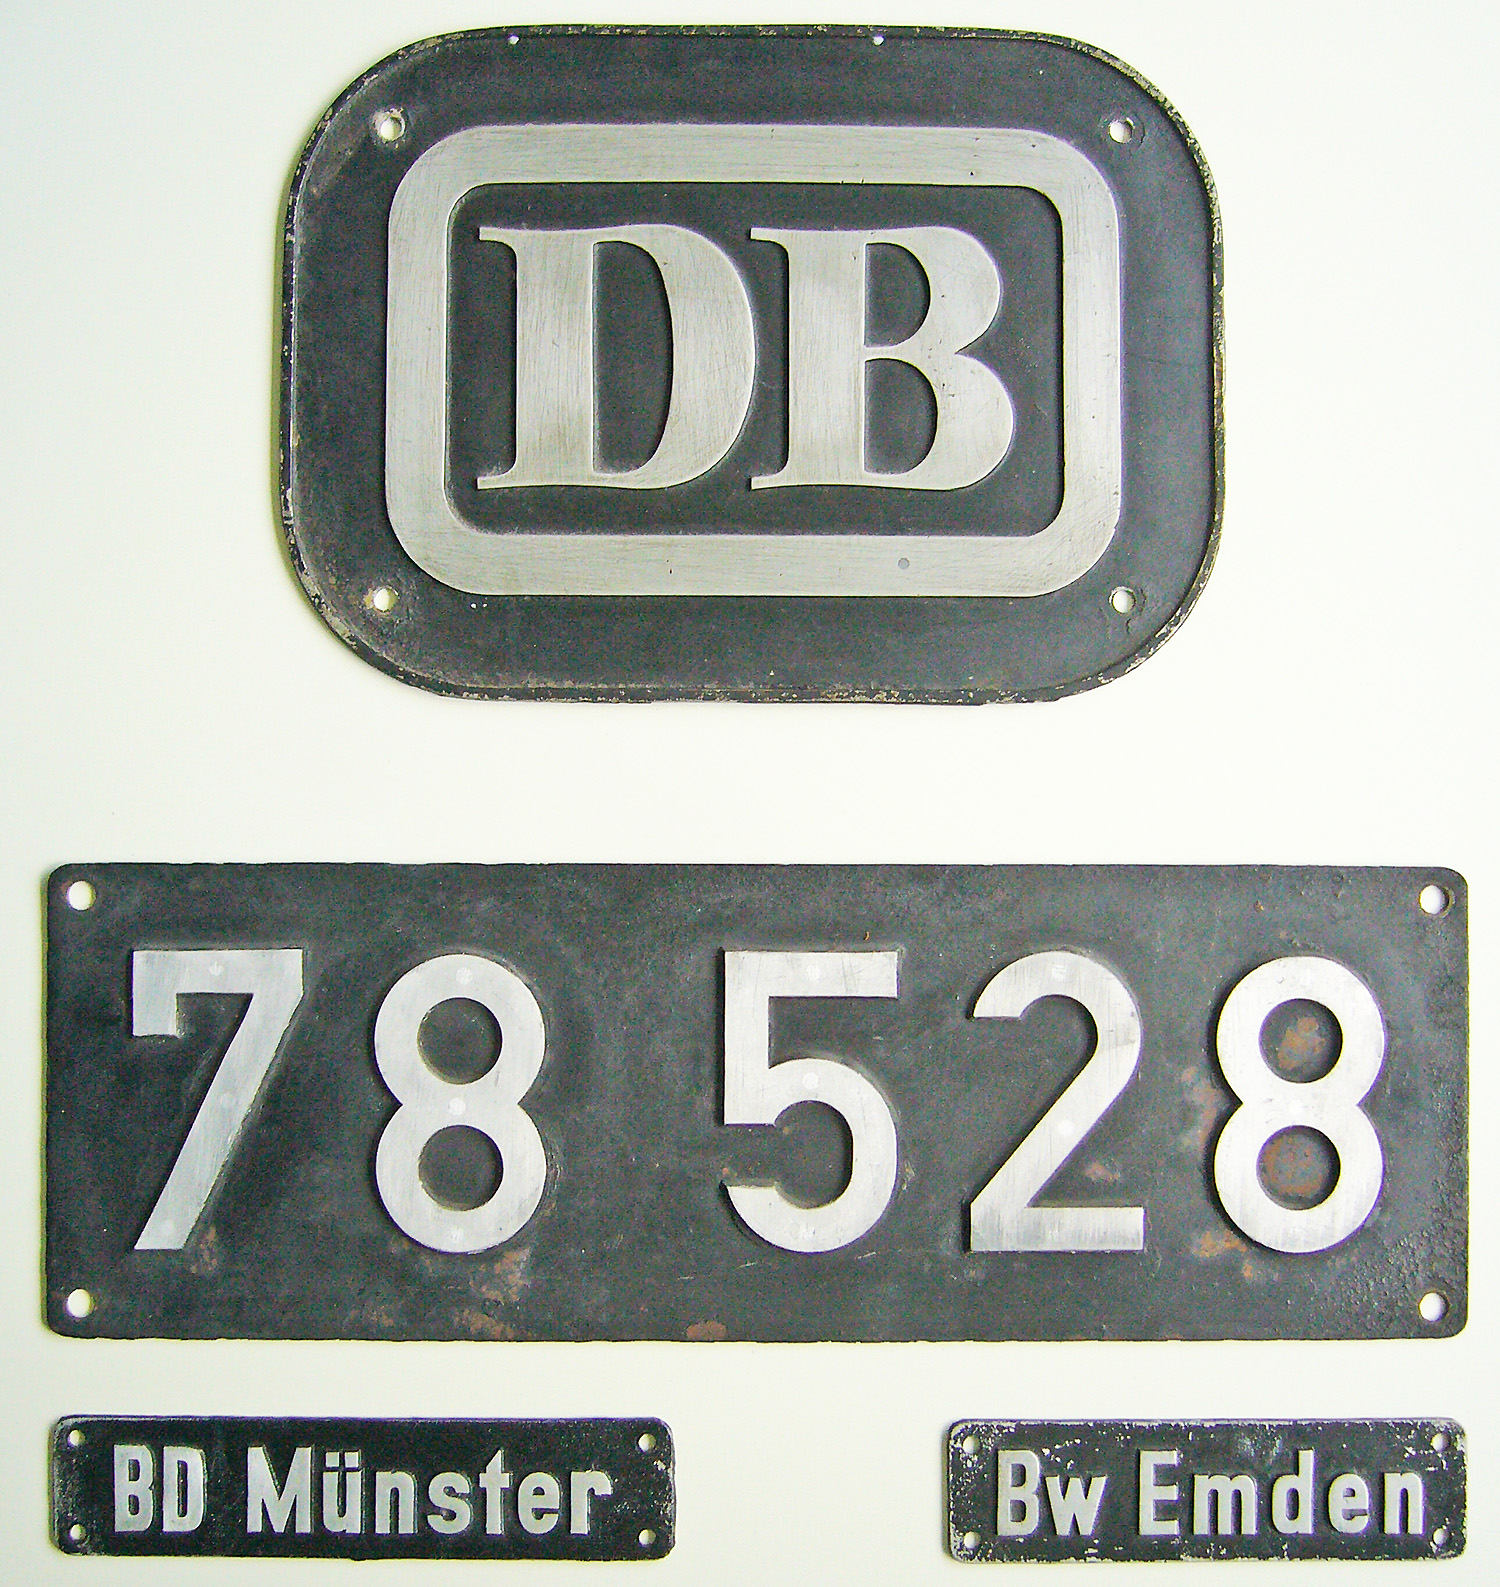 DB
78 528
BD Münster
Bw Emden